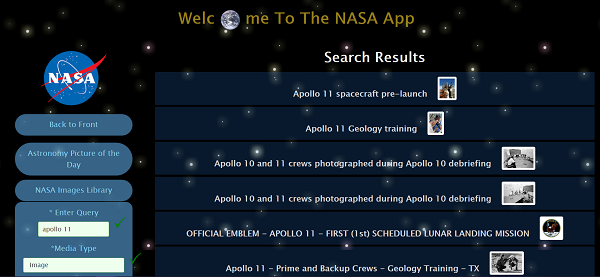 Welc me To The NASA App
NASA
Back to Front
Astronomy Picture of the
Day
NASA Images Library
* Enter Query
apollo 11
*Media Type
Image
Search Results
Apollo 11 spacecraft pre-launch
Apollo 11 Geology training
Apollo 10 and 11 crews photographed during Apollo 10 debriefing
Apollo 10 and 11 crews photographed during Apollo 10 debriefing
OFFICIAL EMBLEM - APOLLO 11 - FIRST (1st) SCHEDULED LUNAR LANDING MISSION
Apollo 11 - Prime and Backup Crews - Geology Training - TX